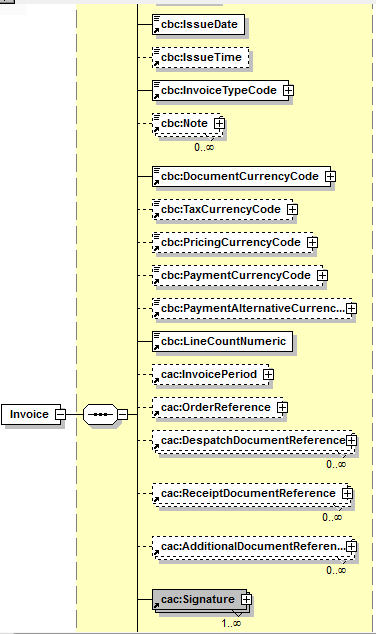 cbc:IssueDate
cbc:IssueTime
cbc:InvoiceTypeCode
cbc:Note
0..∞
cbc:DocumentCurrencyCode
cbc:TaxCurrencyCode
cbc:PricingCurrencyCode
cbc:PaymentCurrencyCode
cbc:PaymentAlternativeCurrenc...
cbc:LineCountNumeric
cac:InvoicePeriod
Invoice
cac:OrderReference
cac:DespatchDocumentReference
0..∞
cac:ReceiptDocumentReference
0..∞
cac:AdditionalDocumentReferen...
0..∞
cac:Signature
1..∞